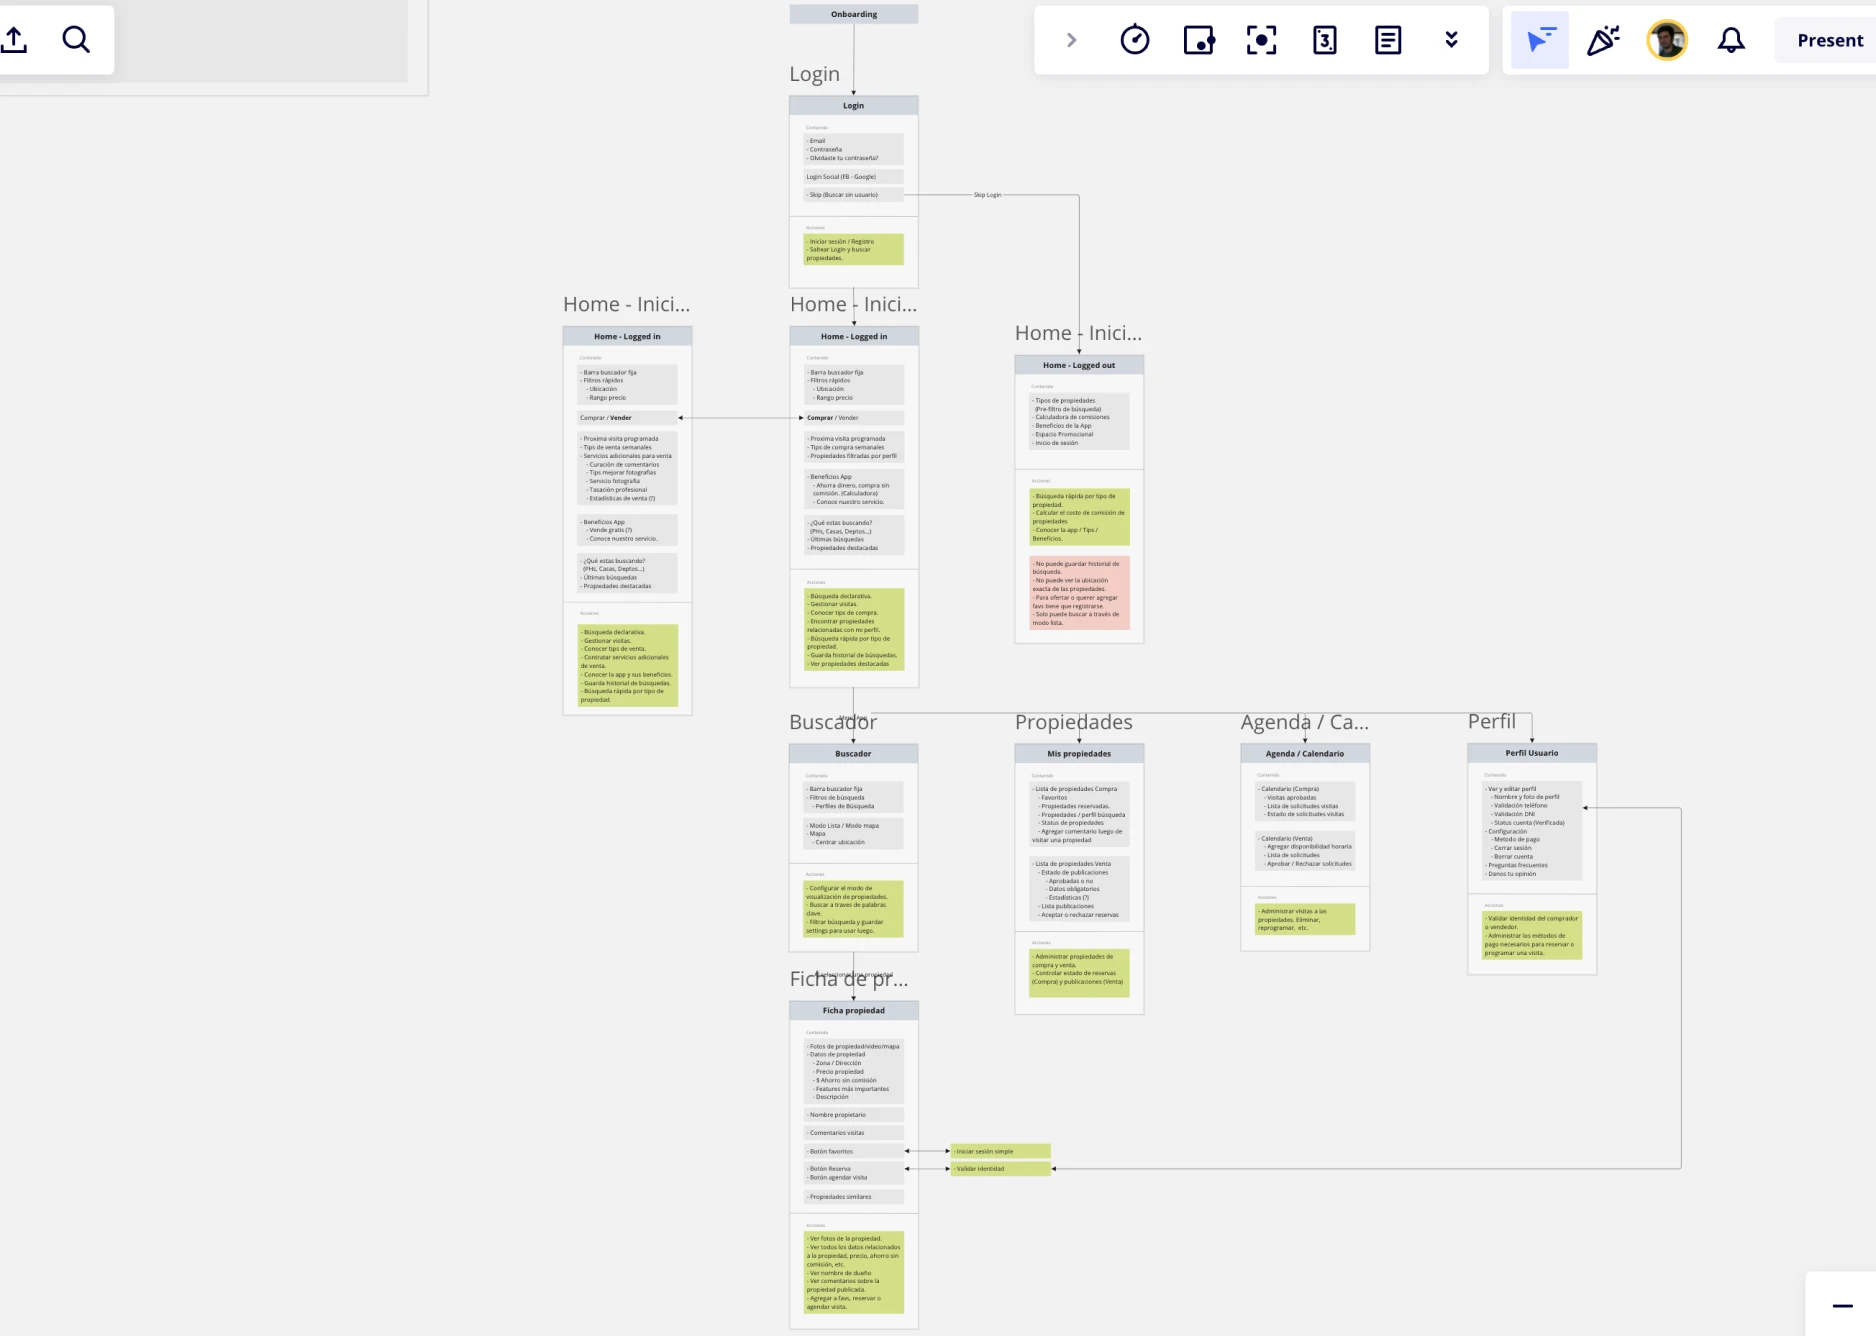 Onboarding
Present
Login
Login
Contenido
- Email
- Contraseña
- Olvidaste tu contraseña?
Login Social (FB - Google)
- Skip (Buscar sin usuario)
Skip Login
Acciones
- Iniciar sesión / Registro
- Saltear Login y buscar
propiedades.
Home - Inici...
Home - Logged in
Contenido
- Barra buscador fija
- Filtros rápidos
- Ubicación
- Rango precio
Comprar / Vender
- Proxima visita programada
- Tips de venta semanales
- Servicios adicionales para venta
- Curación de comentarios
- Tips mejorar fotografías
- Servicio fotografía
- Tasación profesional
- Estadísticas de venta (?)
- Beneficios App
- Vende gratis (?)
- Conoce nuestro servicio.
- ¿Qué estas buscando?
(PHs, Casas, Deptos...)
- Últimas búsquedas
- Propiedades destacadas
Acciones
- Búsqueda declarativa.
- Gestionar visitas.
- Conocer tips de venta.
- Contratar servicios adicionales
de venta.
- Conocer la app y sus beneficios.
- Guarda historial de búsquedas.
- Búsqueda rápida por tipo de
propiedad.
Home - Inici...
Home - Logged in
Contenido
- Barra buscador fija
- Filtros rápidos
- Ubicación
- Rango precio
Comprar / Vender
- Proxima visita programada
- Tips de compra semanales
- Propiedades filtradas por perfil
- Beneficios App
- Ahorra dinero, compra sin
comisión. (Calculadora)
- Conoce nuestro servicio.
- ¿Qué estas buscando?
(PHs, Casas, Deptos...)
- Últimas búsquedas
- Propiedades destacadas
Acciones
- Búsqueda declarativa.
- Gestionar visitas.
- Conocer tips de compra.
- Encontrar propiedades
relacionadas con mi perfil.
- Búsqueda rápida por tipo de
propiedad.
- Guarda historial de búsquedas.
- Ver propiedades destacadas
Home - Inici...
Home - Logged out
Contenido
- Tipos de propiedades
(Pre-filtro de búsqueda)
- Calculadora de comisiones
- Beneficios de la App
- Espacio Promocional
- Inicio de sesión
Acciones
- Búsqueda rápida por tipo de
propiedad.
- Calcular el costo de comisión de
propiedades
- Conocer la app / Tips /
Beneficios.
- No puede guardar historial de
búsqueda.
- No puede ver la ubicación
exacta de las propiedades.
- Para ofertar o querer agregar
favs tiene que registrarse.
- Solo puede buscar a través de
modo lista.
Buscador
Buscador
Contenido
- Barra buscador fija
- Filtros de búsqueda
- Perfiles de Búsqueda
- Modo Lista / Modo mapa
- Mapa
- Centrar ubicación
Acciones
- Configurar el modo de
visualización de propiedades.
- Buscar a traves de palabras
clave.
- Filtrar búsqueda y guardar
settings para usar luego.
Propiedades
Mis propiedades
Contenido
- Lista de propiedades Compra
- Favoritos
- Propiedades reservadas.
- Propiedades / perfil búsqueda
- Status de propiedades
- Agregar comentario luego de
visitar una propiedad
- Lista de propiedades Venta
- Estado de publicaciones
- Aprobadas o no
- Datos obligatorios
- Estadísticas (?)
- Lista publicaciones
- Aceptar o rechazar reservas
Acciones
- Administrar propiedades de
compra y venta.
- Controlar estado de reservas
(Compra) y publicaciones (Venta)
Agenda / Ca...
Agenda / Calendario
Contenido
- Calendario (Compra)
- Visitas aprobadas
- Lista de solicitudes visitas
- Estado de solicitudes visitas
- Calendario (Venta)
- Agregar disponibilidad horaria
- Lista de solicitudes
- Aprobar / Rechazar solicitudes
Acciones
- Administrar visitas a las
propiedades. Eliminar,
reprogramar, etc.
Perfil
Perfil Usuario
Contenido
- Ver y editar perfil
- Nombre y foto de perfil
- Validación teléfono
- Validación DNI
- Status cuenta (Verificada)
- Configuración
- Metodo de pago
- Cerrar sesión
- Borrar cuenta
- Preguntas frecuentes
- Danos tu opinión
Acciones
- Validar identidad del comprador
o vendedor.
- Administrar los métodos de
pago necesarios para reservar o
programar una visita.
Ficha de pr...
Ficha propiedad
Contenido
- Fotos de propiedad/video/mapa
- Datos de propiedad
- Zona / Dirección
- Precio propiedad
- $ Ahorro sin comisión
- Features más importantes
- Descripción
- Nombre propietario
- Comentarios visitas
- Botón favoritos
- Iniciar sesión simple
- Botón Reserva
- Validar identidad
- Botón agendar visita
- Propiedades similares
Acciones
- Ver fotos de la propiedad.
- Ver todos los datos relacionados
a la propiedad, precio, ahorro sin
comisión, etc.
- Ver nombre de dueño
- Ver comentarios sobre la
propiedad publicada.
- Agregar a favs, reservar o
agendar visita.